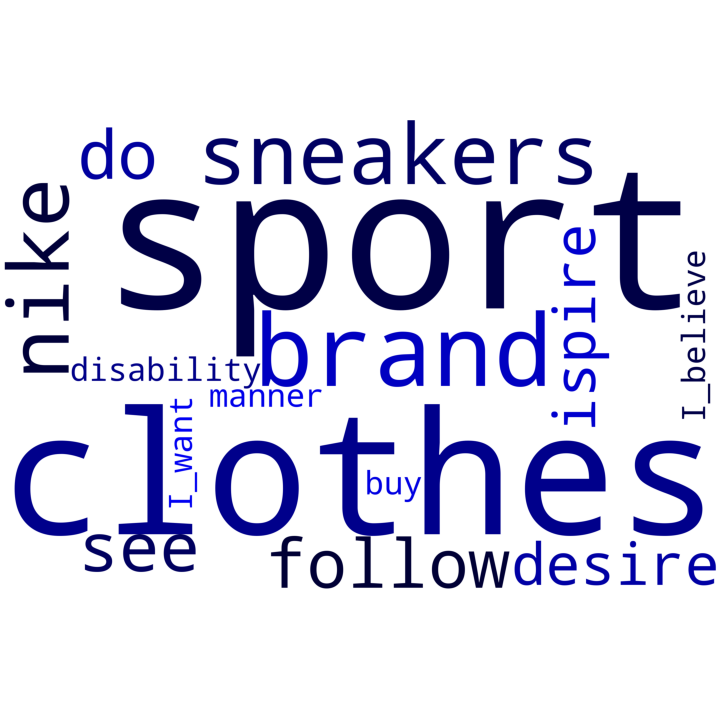 do
sneakers
sport
nike
ispire
I_believe
brand
disability
manner
I_want
clothes
buy
see
follow
desire